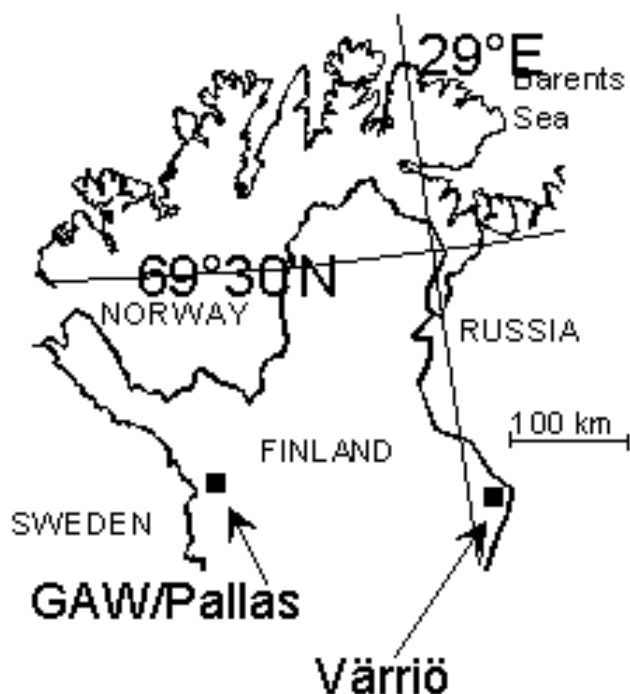 29°E
Barents
Sea
69°30'N
NORWAY
RUSSIA
100 km
FINLAND
SWEDEN
GAW/Pallas
Värriö